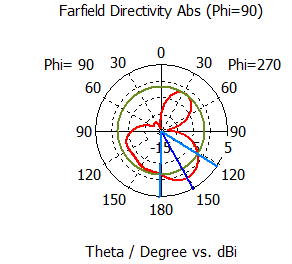 Farfield Directivity Abs (Phi=90)
0
Phi= 90 30 30 Phi=270
60 60
90 -15 5 90
120 120
150 150
180
Theta / Degree vs. dBi